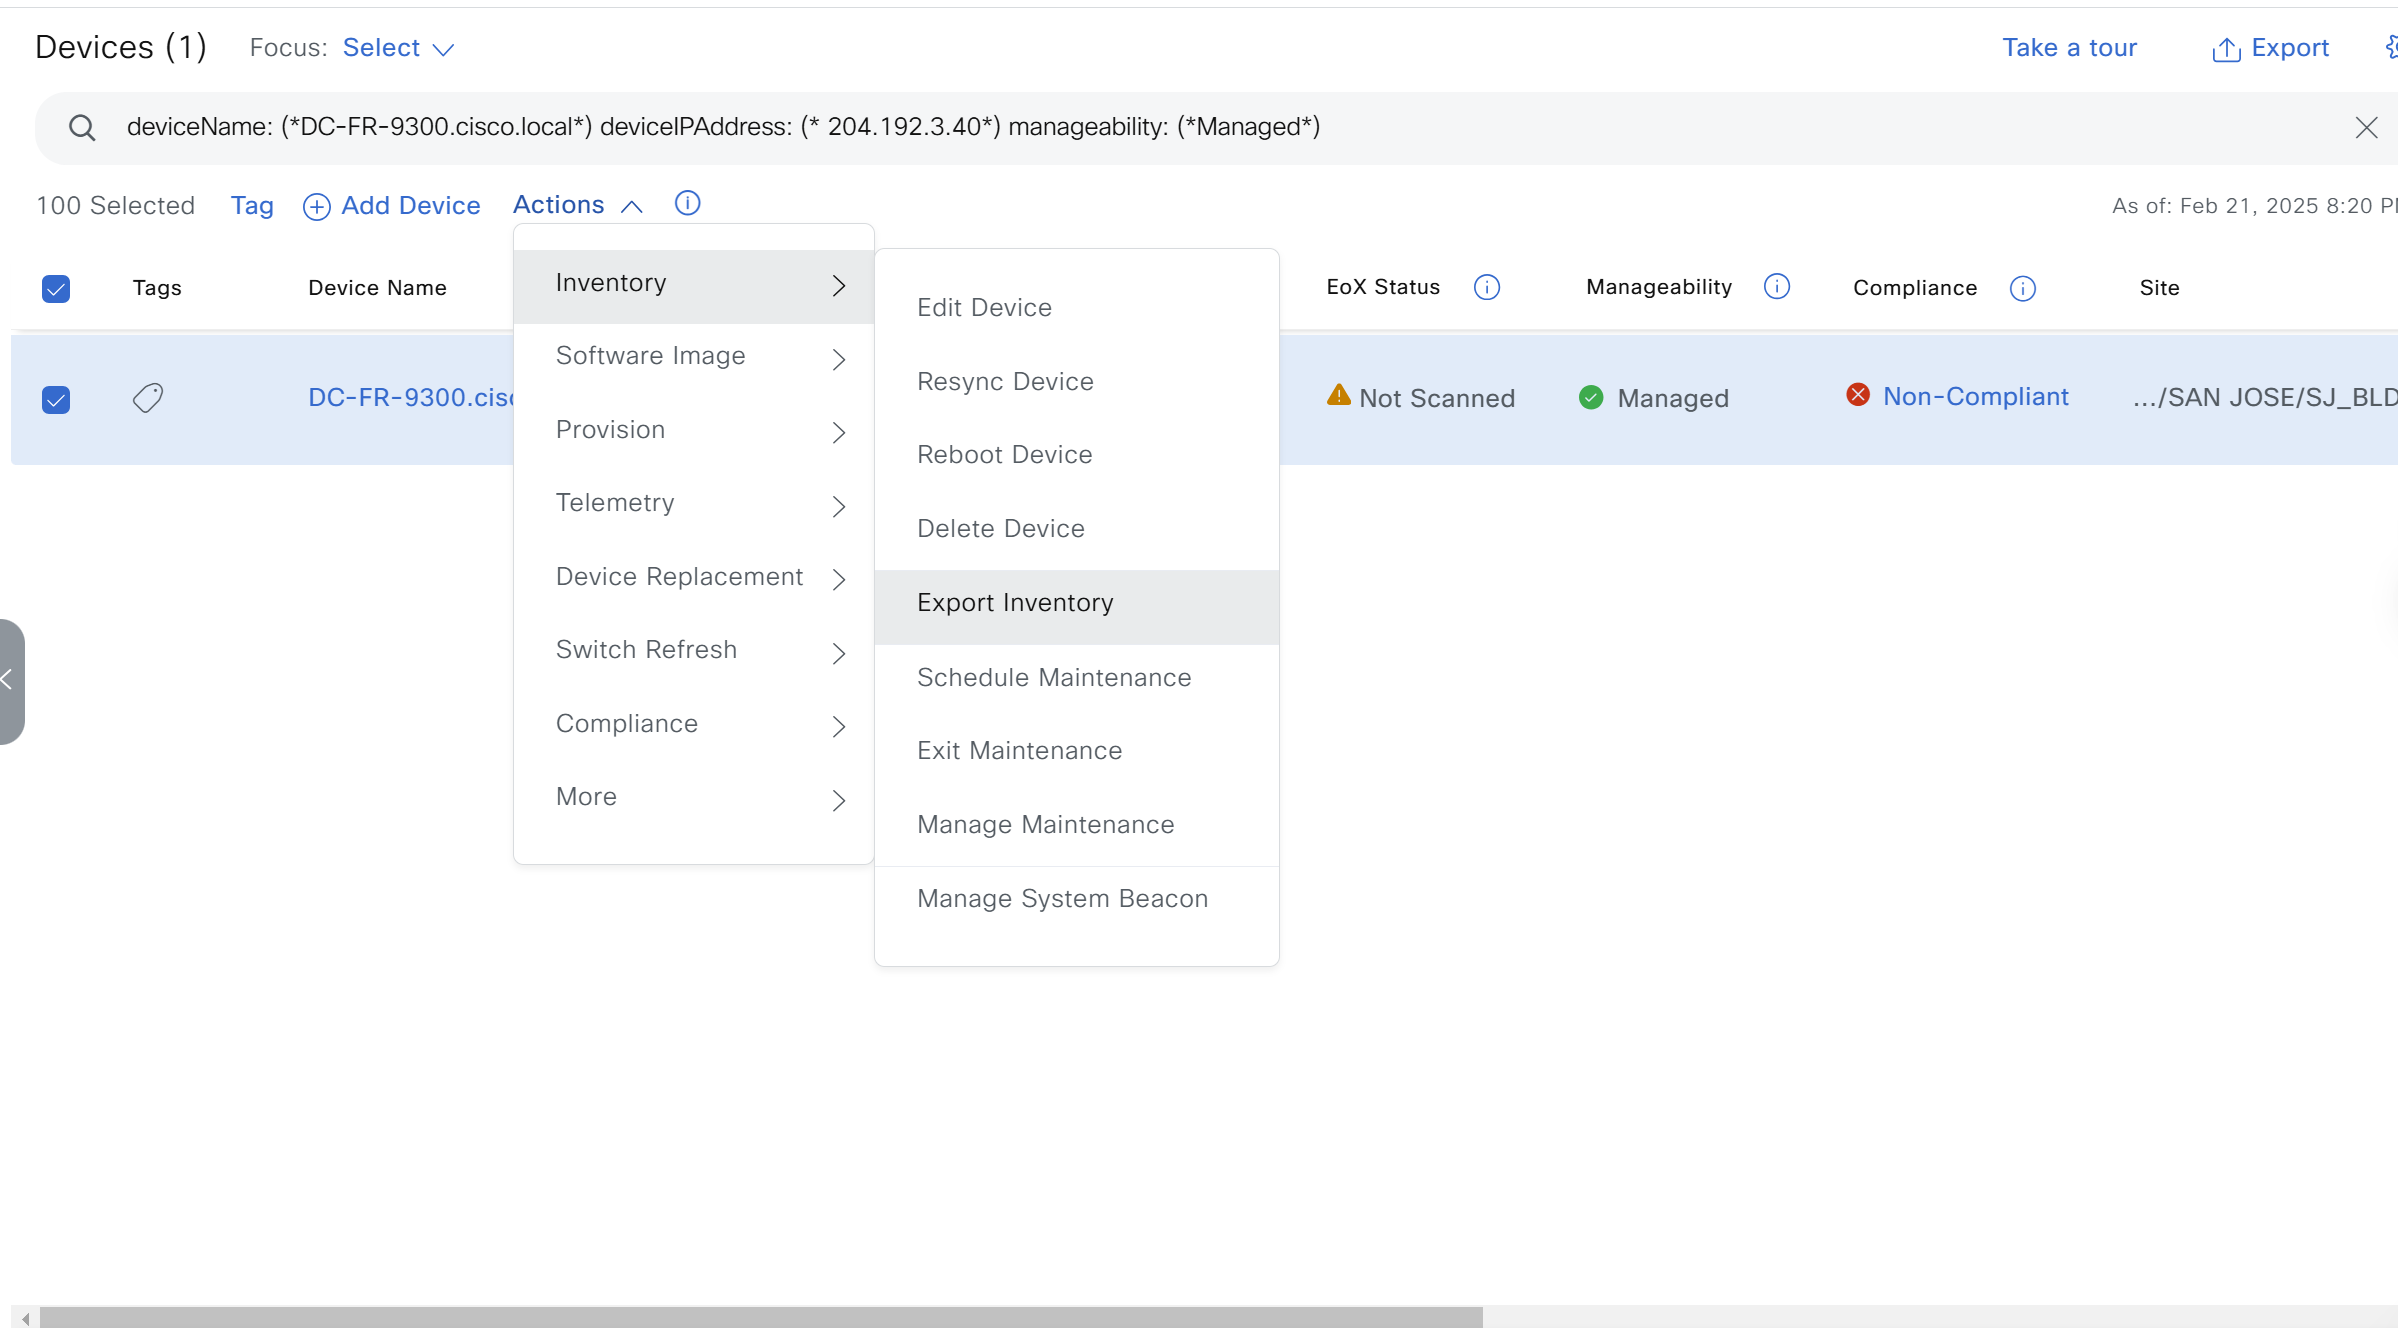 Devices (1) Focus: Select Take a tour Export
deviceName: (*DC-FR-9300.cisco.local*) deviceIPAddress: (* 204.192.3.40*) manageability: (*Managed*)
100 Selected Tag Add Device Actions As of: Feb 21, 2025 8:20
Tags Device Name EoX Status Manageability Compliance Site
DC-FR-9300. Not Scanned Managed Non-Compliant .../SAN JOSE/SJ_BLD
Inventory
Software Image
Provision
Telemetry
Device Replacement
Switch Refresh
Compliance
More
Edit Device
Resync Device
Reboot Device
Delete Device
Export Inventory
Schedule Maintenance
Exit Maintenance
Manage Maintenance
Manage System Beacon